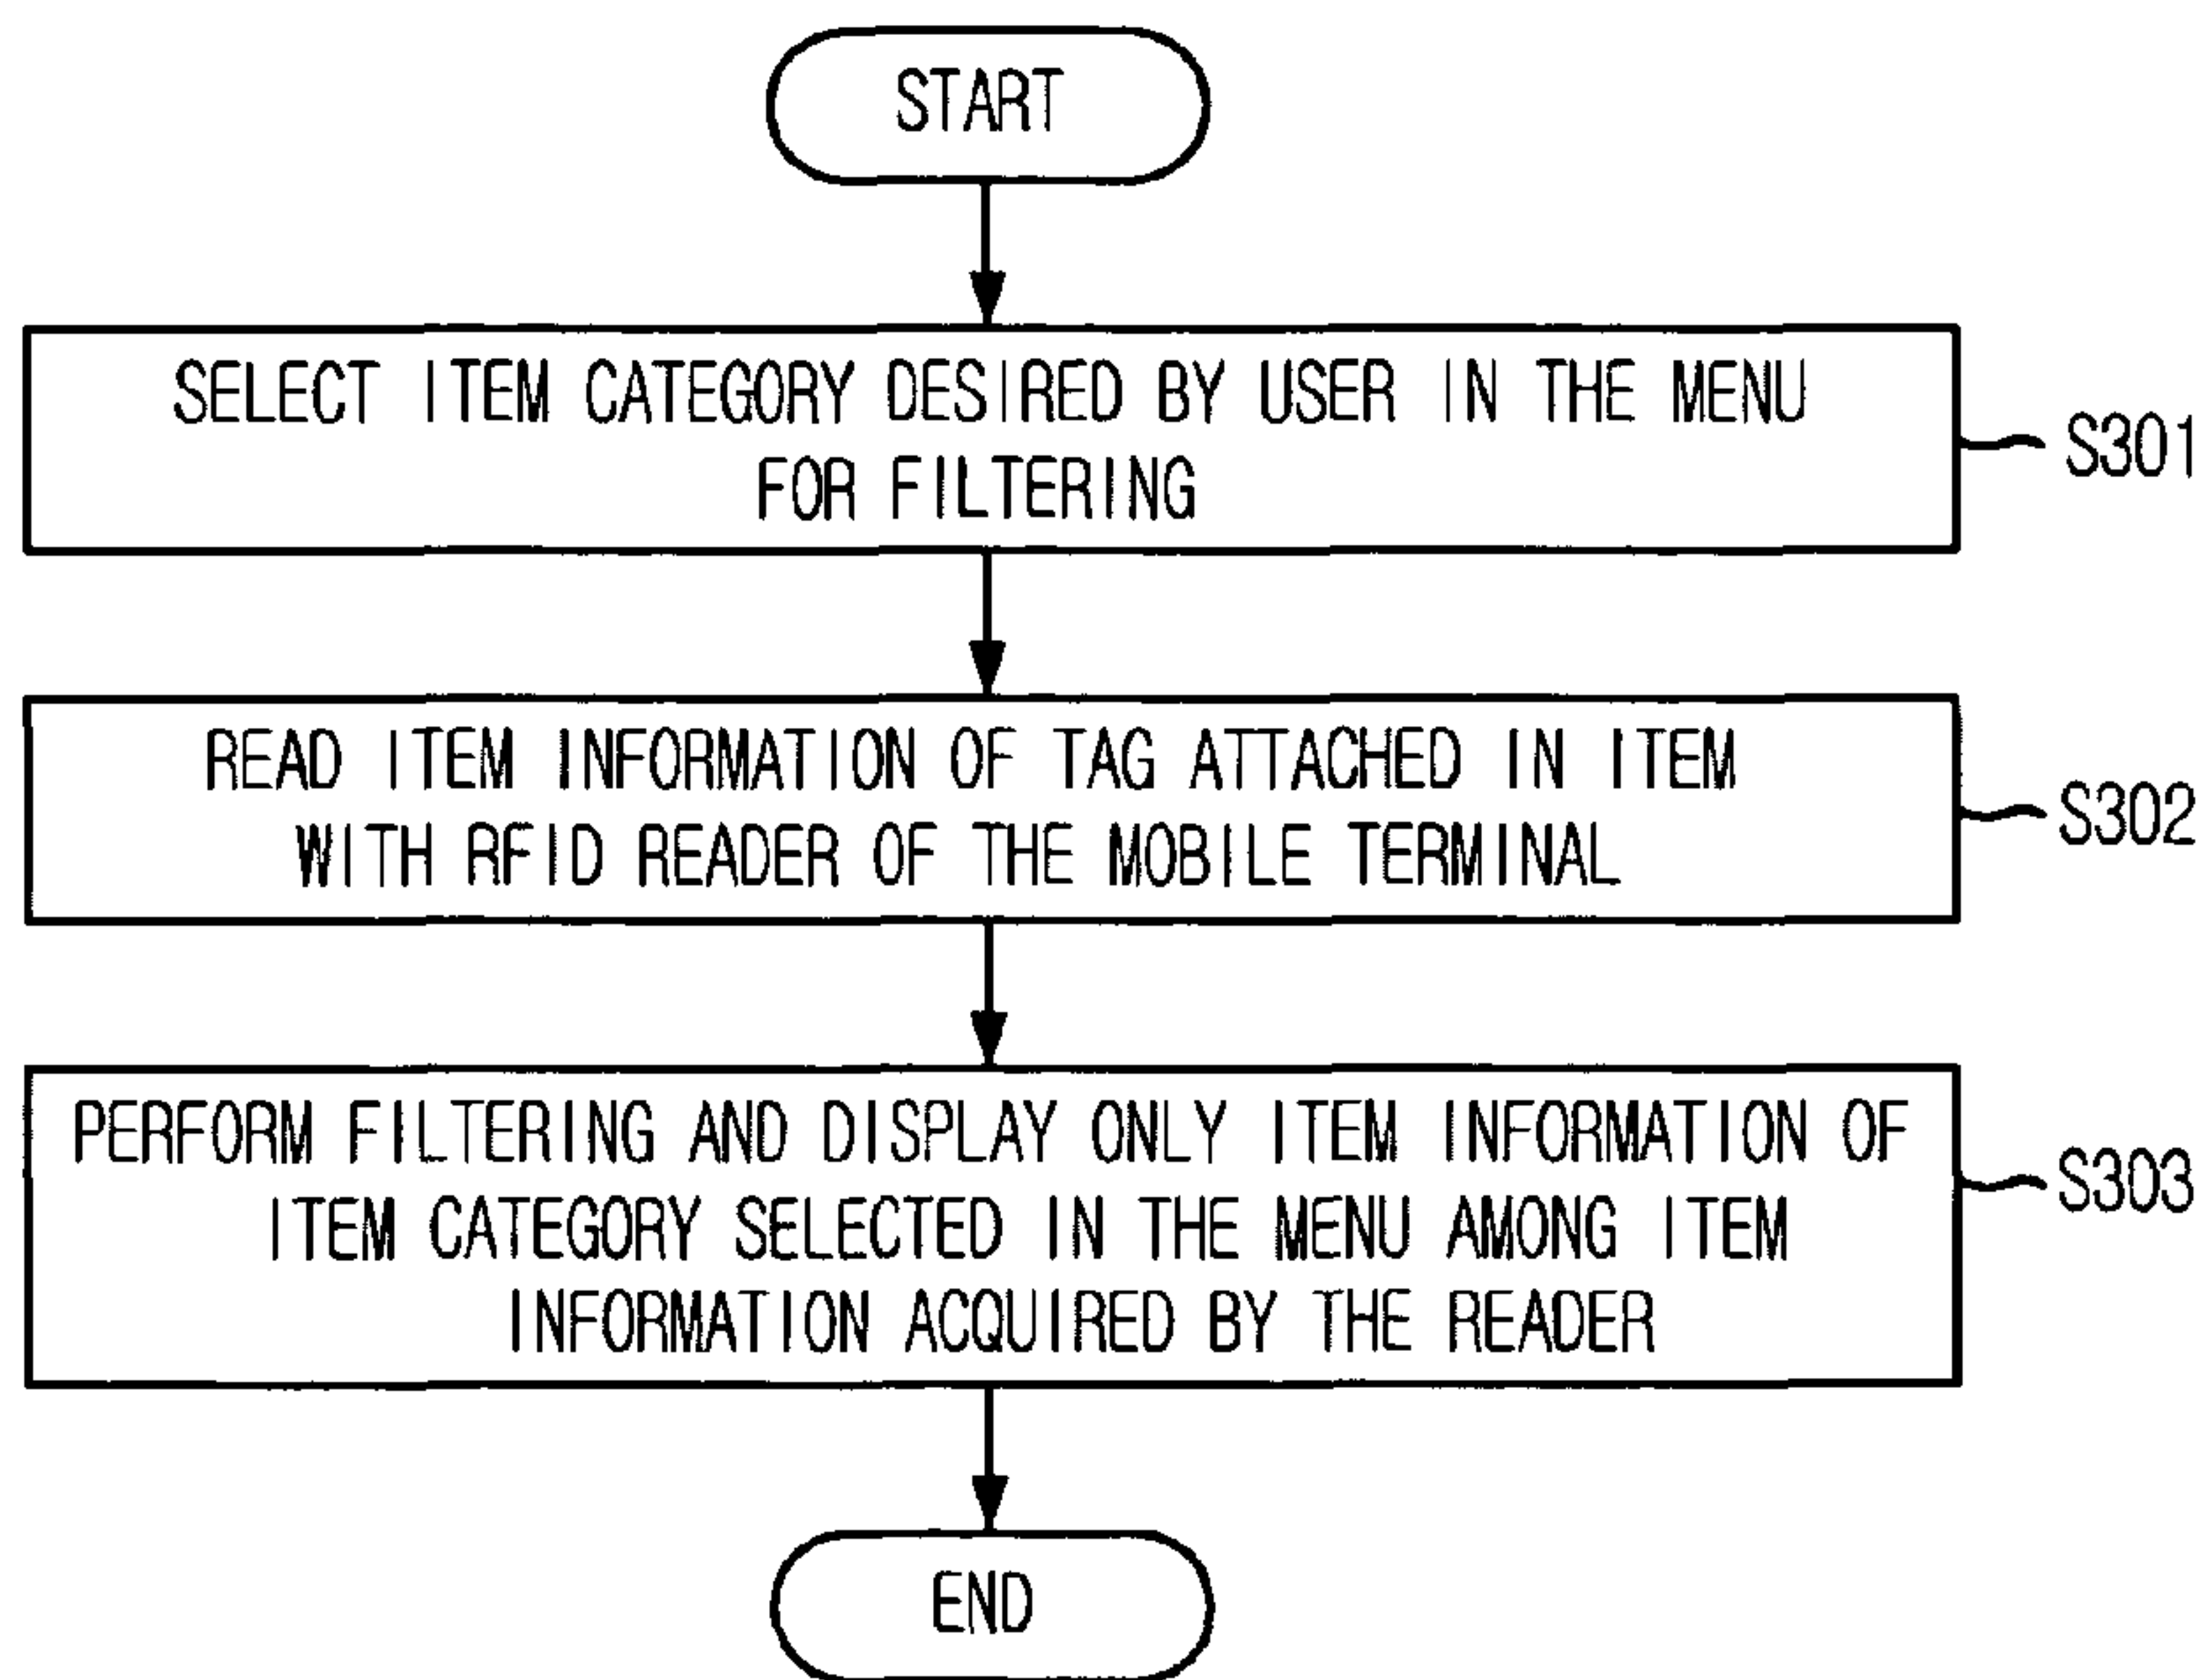 START
SELECT ITEM CATEGORY DESIRED BY USER IN THE MENU
FOR FILTERING
S301
READ ITEM INFORMATION OF TAG ATTACHED IN ITEM
WITH RFID READER OF THE MOBILE TERMINAL
S302
PERFORM FILTERING AND DISPLAY ONLY ITEM INFORMATION OF
ITEM CATEGORY SELECTED IN THE MENU AMONG ITEM
INFORMATION ACQUIRED BY THE READER
S303
END